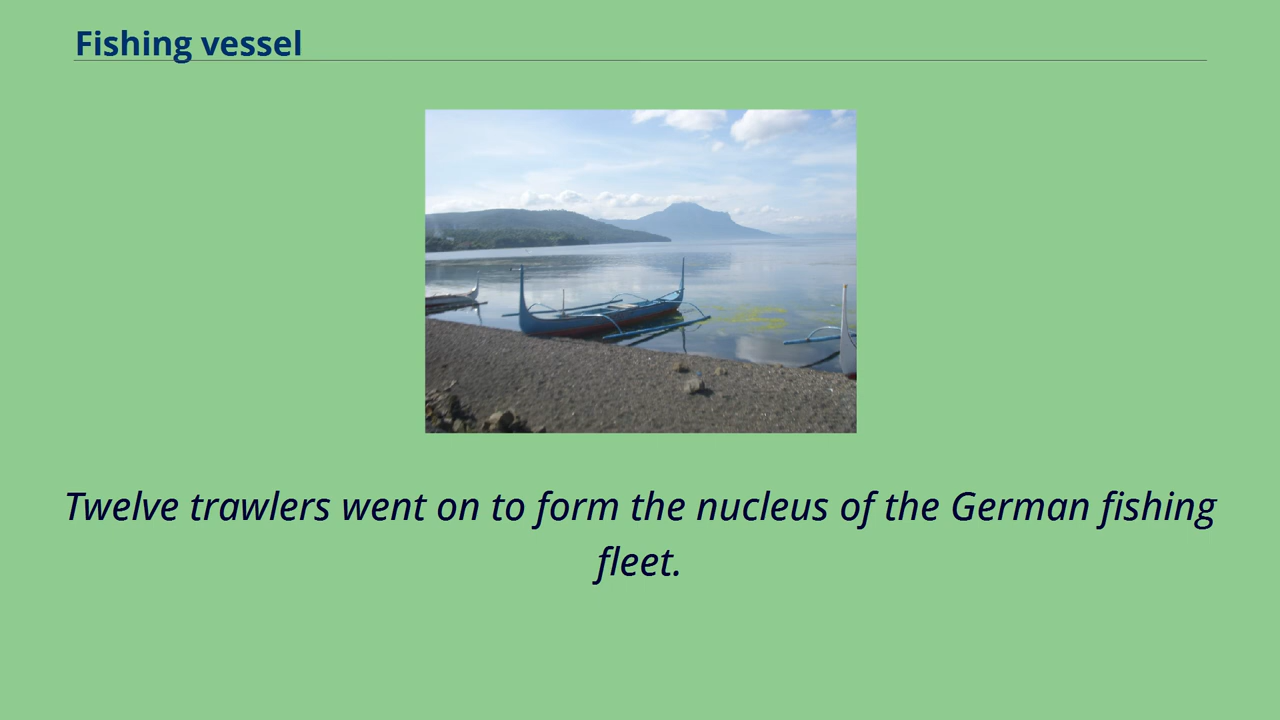 Fishing vessel
Twelve trawlers went on to form the nucleus of the German fishing
fleet.